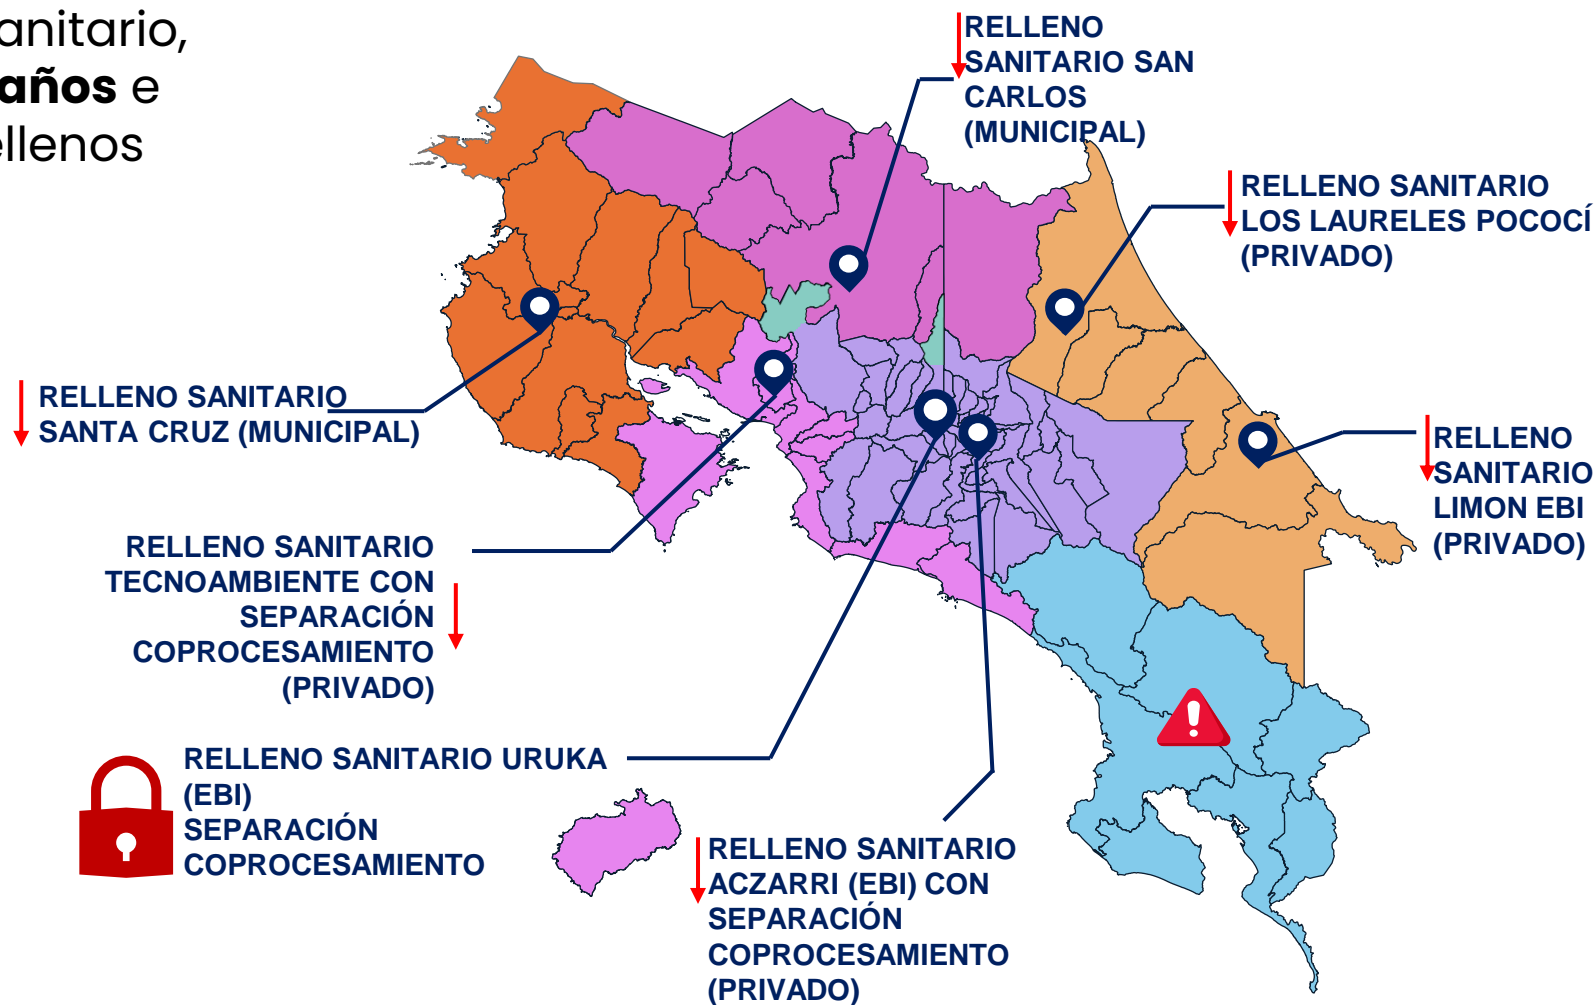 anitario,
años e
ellenos
RELLENO
SANITARIO SAN
CARLOS
(MUNICIPAL)
RELLENO SANITARIO
LOS LAURELES POCOCÍ
(PRIVADO)
RELLENO SANITARIO
SANTA CRUZ (MUNICIPAL)
RELLENO
SANITARIO
LIMON EBI
(PRIVADO)
RELLENO SANITARIO
TECNOAMBIENTE CON
SEPARACIÓN
COPROCESAMIENTO
(PRIVADO)
RELLENO SANITARIO URUKA
(EBI)
SEPARACIÓN
COPROCESAMIENTO
RELLENO SANITARIO
ACZARRI (EBI) CON
SEPARACIÓN
COPROCESAMIENTO
(PRIVADO)